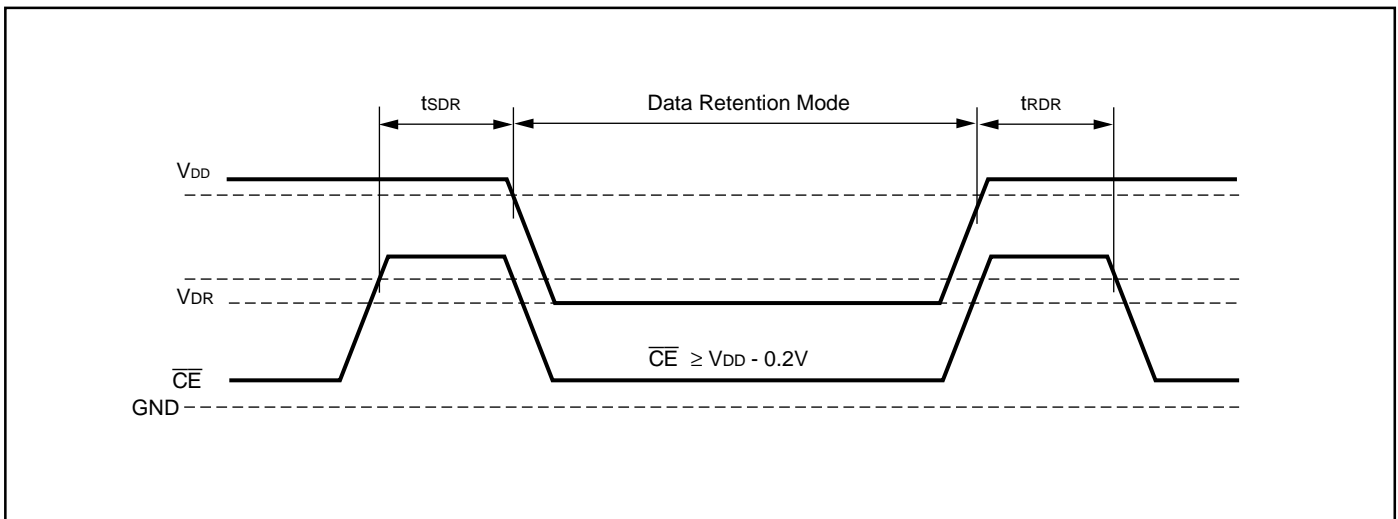 tSDR Data Retention Mode tRDR
VDD
VDR
CE ≥ VDD - 0.2V
CE
GND